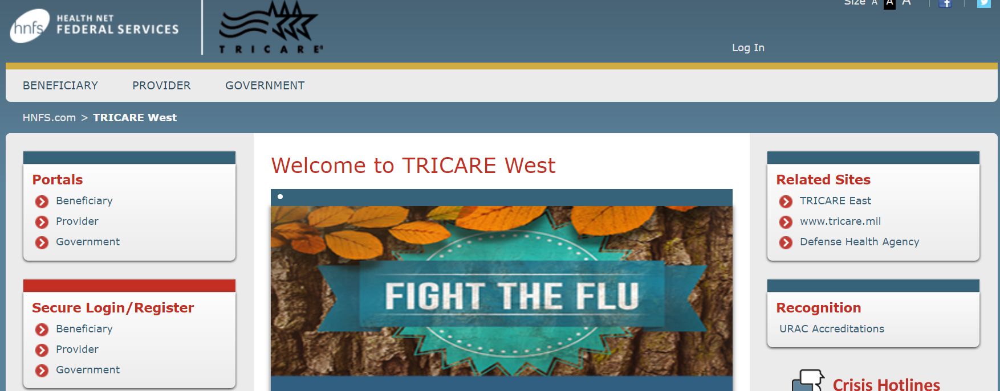 Size A A A
hnfs HEALTH NET
FEDERAL SERVICES
TRICARE®
Log In
BENEFICIARY PROVIDER GOVERNMENT
HNFS.com > TRICARE West
Portals
Beneficiary
Provider
Government
Secure Login/Register
Beneficiary
Provider
Government
Welcome to TRICARE West
FIGHT THE FLU
Related Sites
TRICARE East
www.tricare.mil
Defense Health Agency
Recognition
URAC Accreditations
Crisis Hotlines